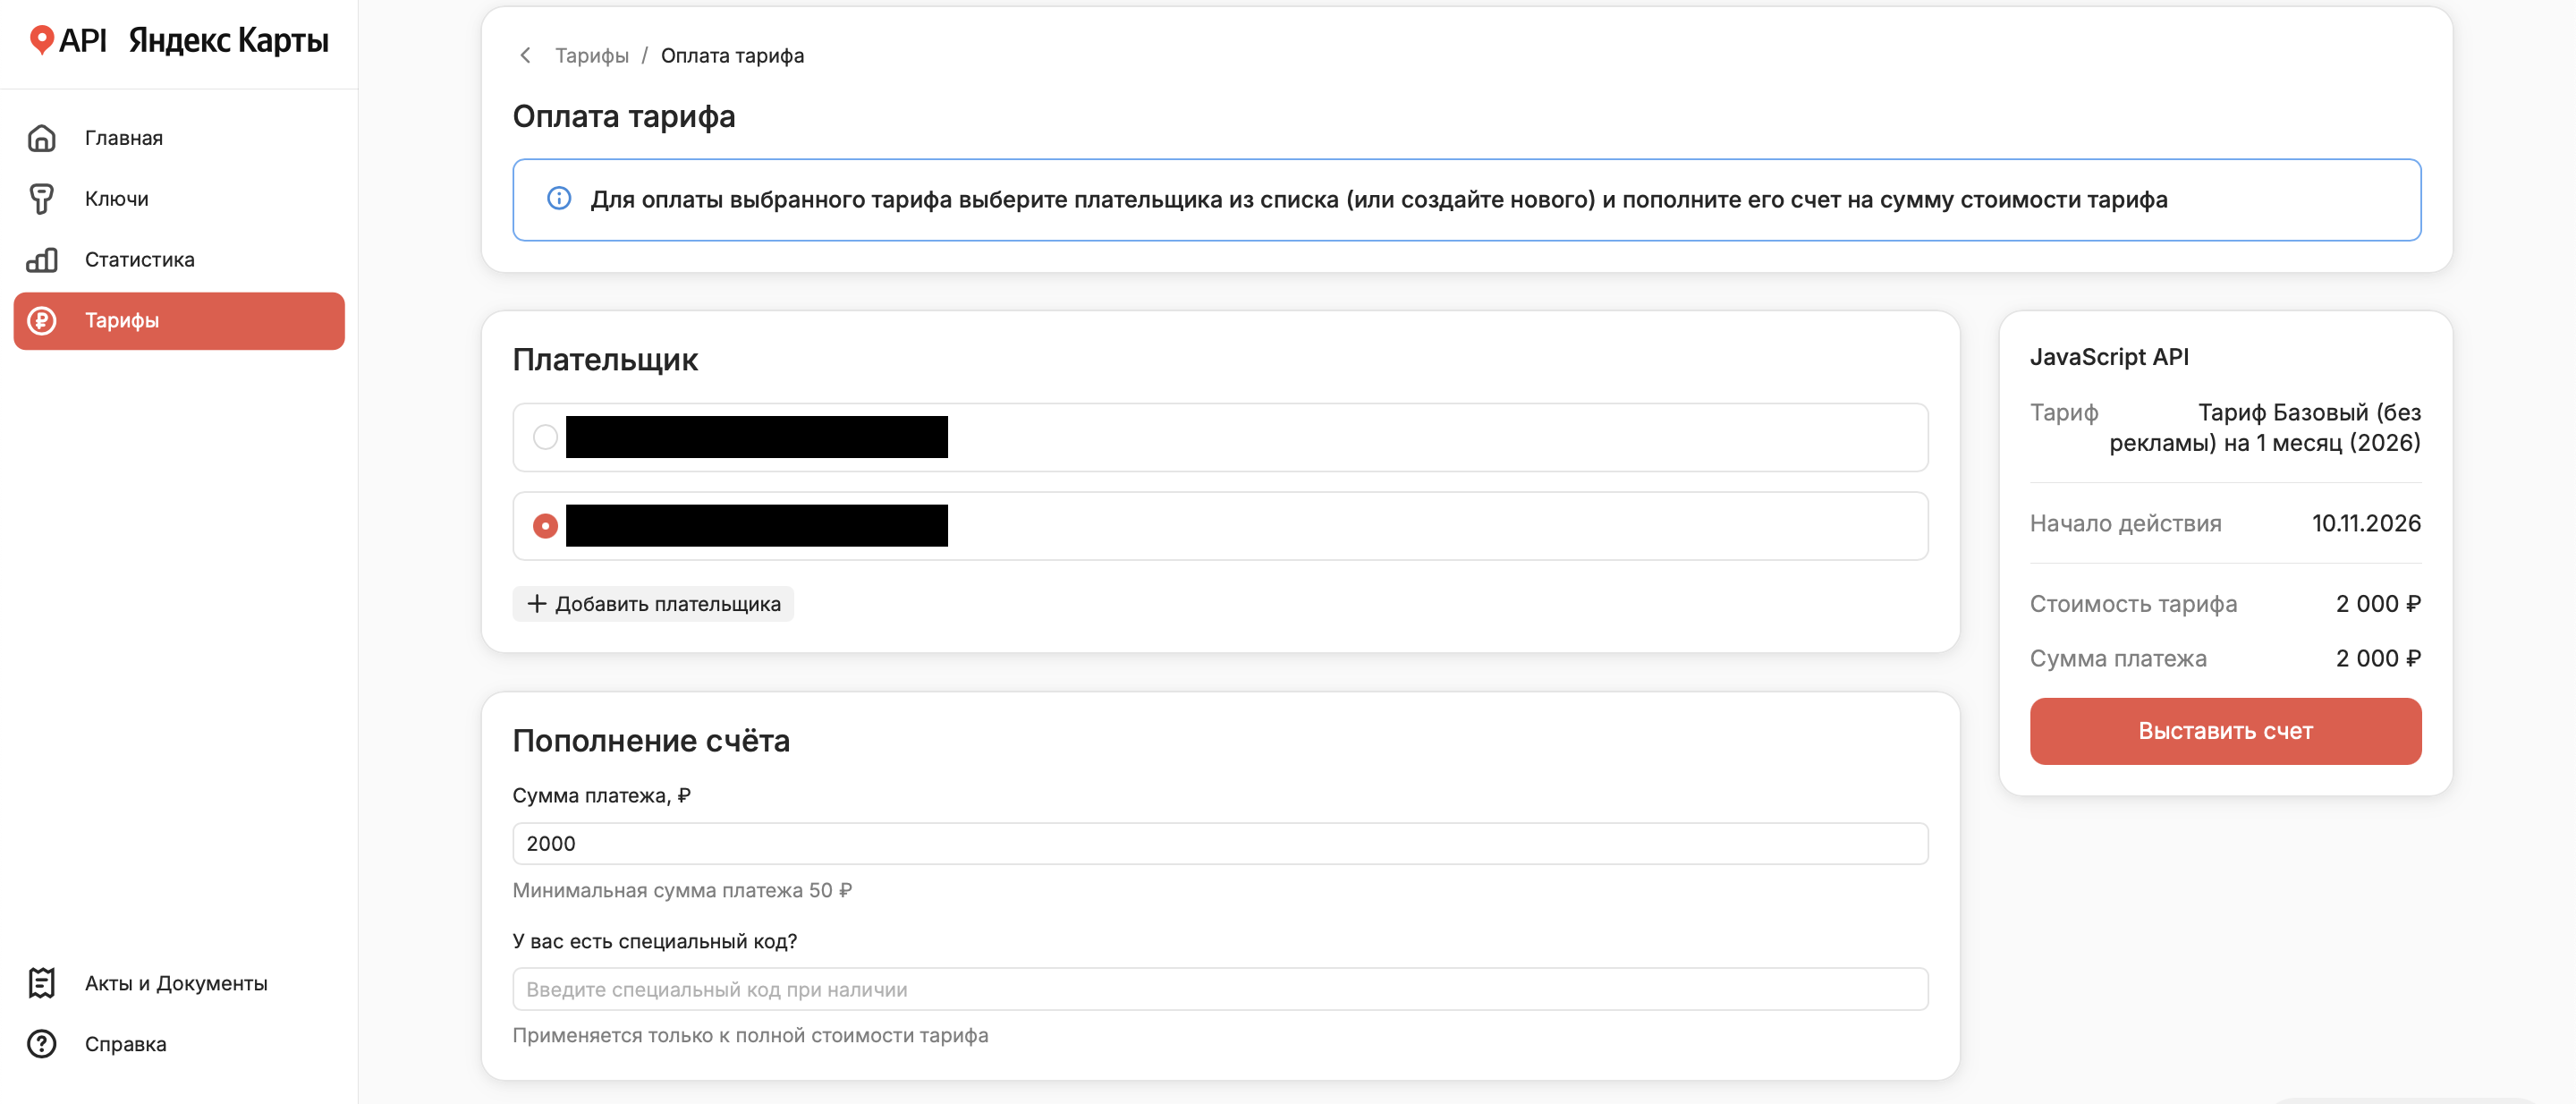 API Яндекс Карты
Главная
Ключи
Статистика
Тарифы
Акты и Документы
Справка
Тарифы / Оплата тарифа
Оплата тарифа
Для оплаты выбранного тарифа выберите плательщика из списка (или создайте нового) и пополните его счет на сумму стоимости тарифа
Плательщик
Добавить плательщика
Пополнение счёта
Сумма платежа, ₽
2000
Минимальная сумма платежа 50 ₽
У вас есть специальный код?
Введите специальный код при наличии
Применяется только к полной стоимости тарифа
JavaScript API
Тариф Тариф Базовый (без
рекламы) на 1 месяц (2026)
Начало действия 10.11.2026
Стоимость тарифа 2 000 ₽
Сумма платежа 2 000 ₽
Выставить счет